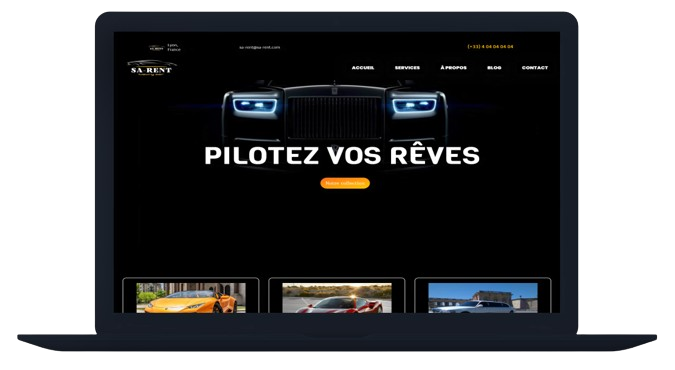 Lyon,
France
sa-rent@sa-rent.com
(+33) 4 04 04 04 04
SA RENT
ACCUEIL SERVICES À PROPOS BLOG CONTACT
PILOTEZ VOS RÊVES
Notre collection